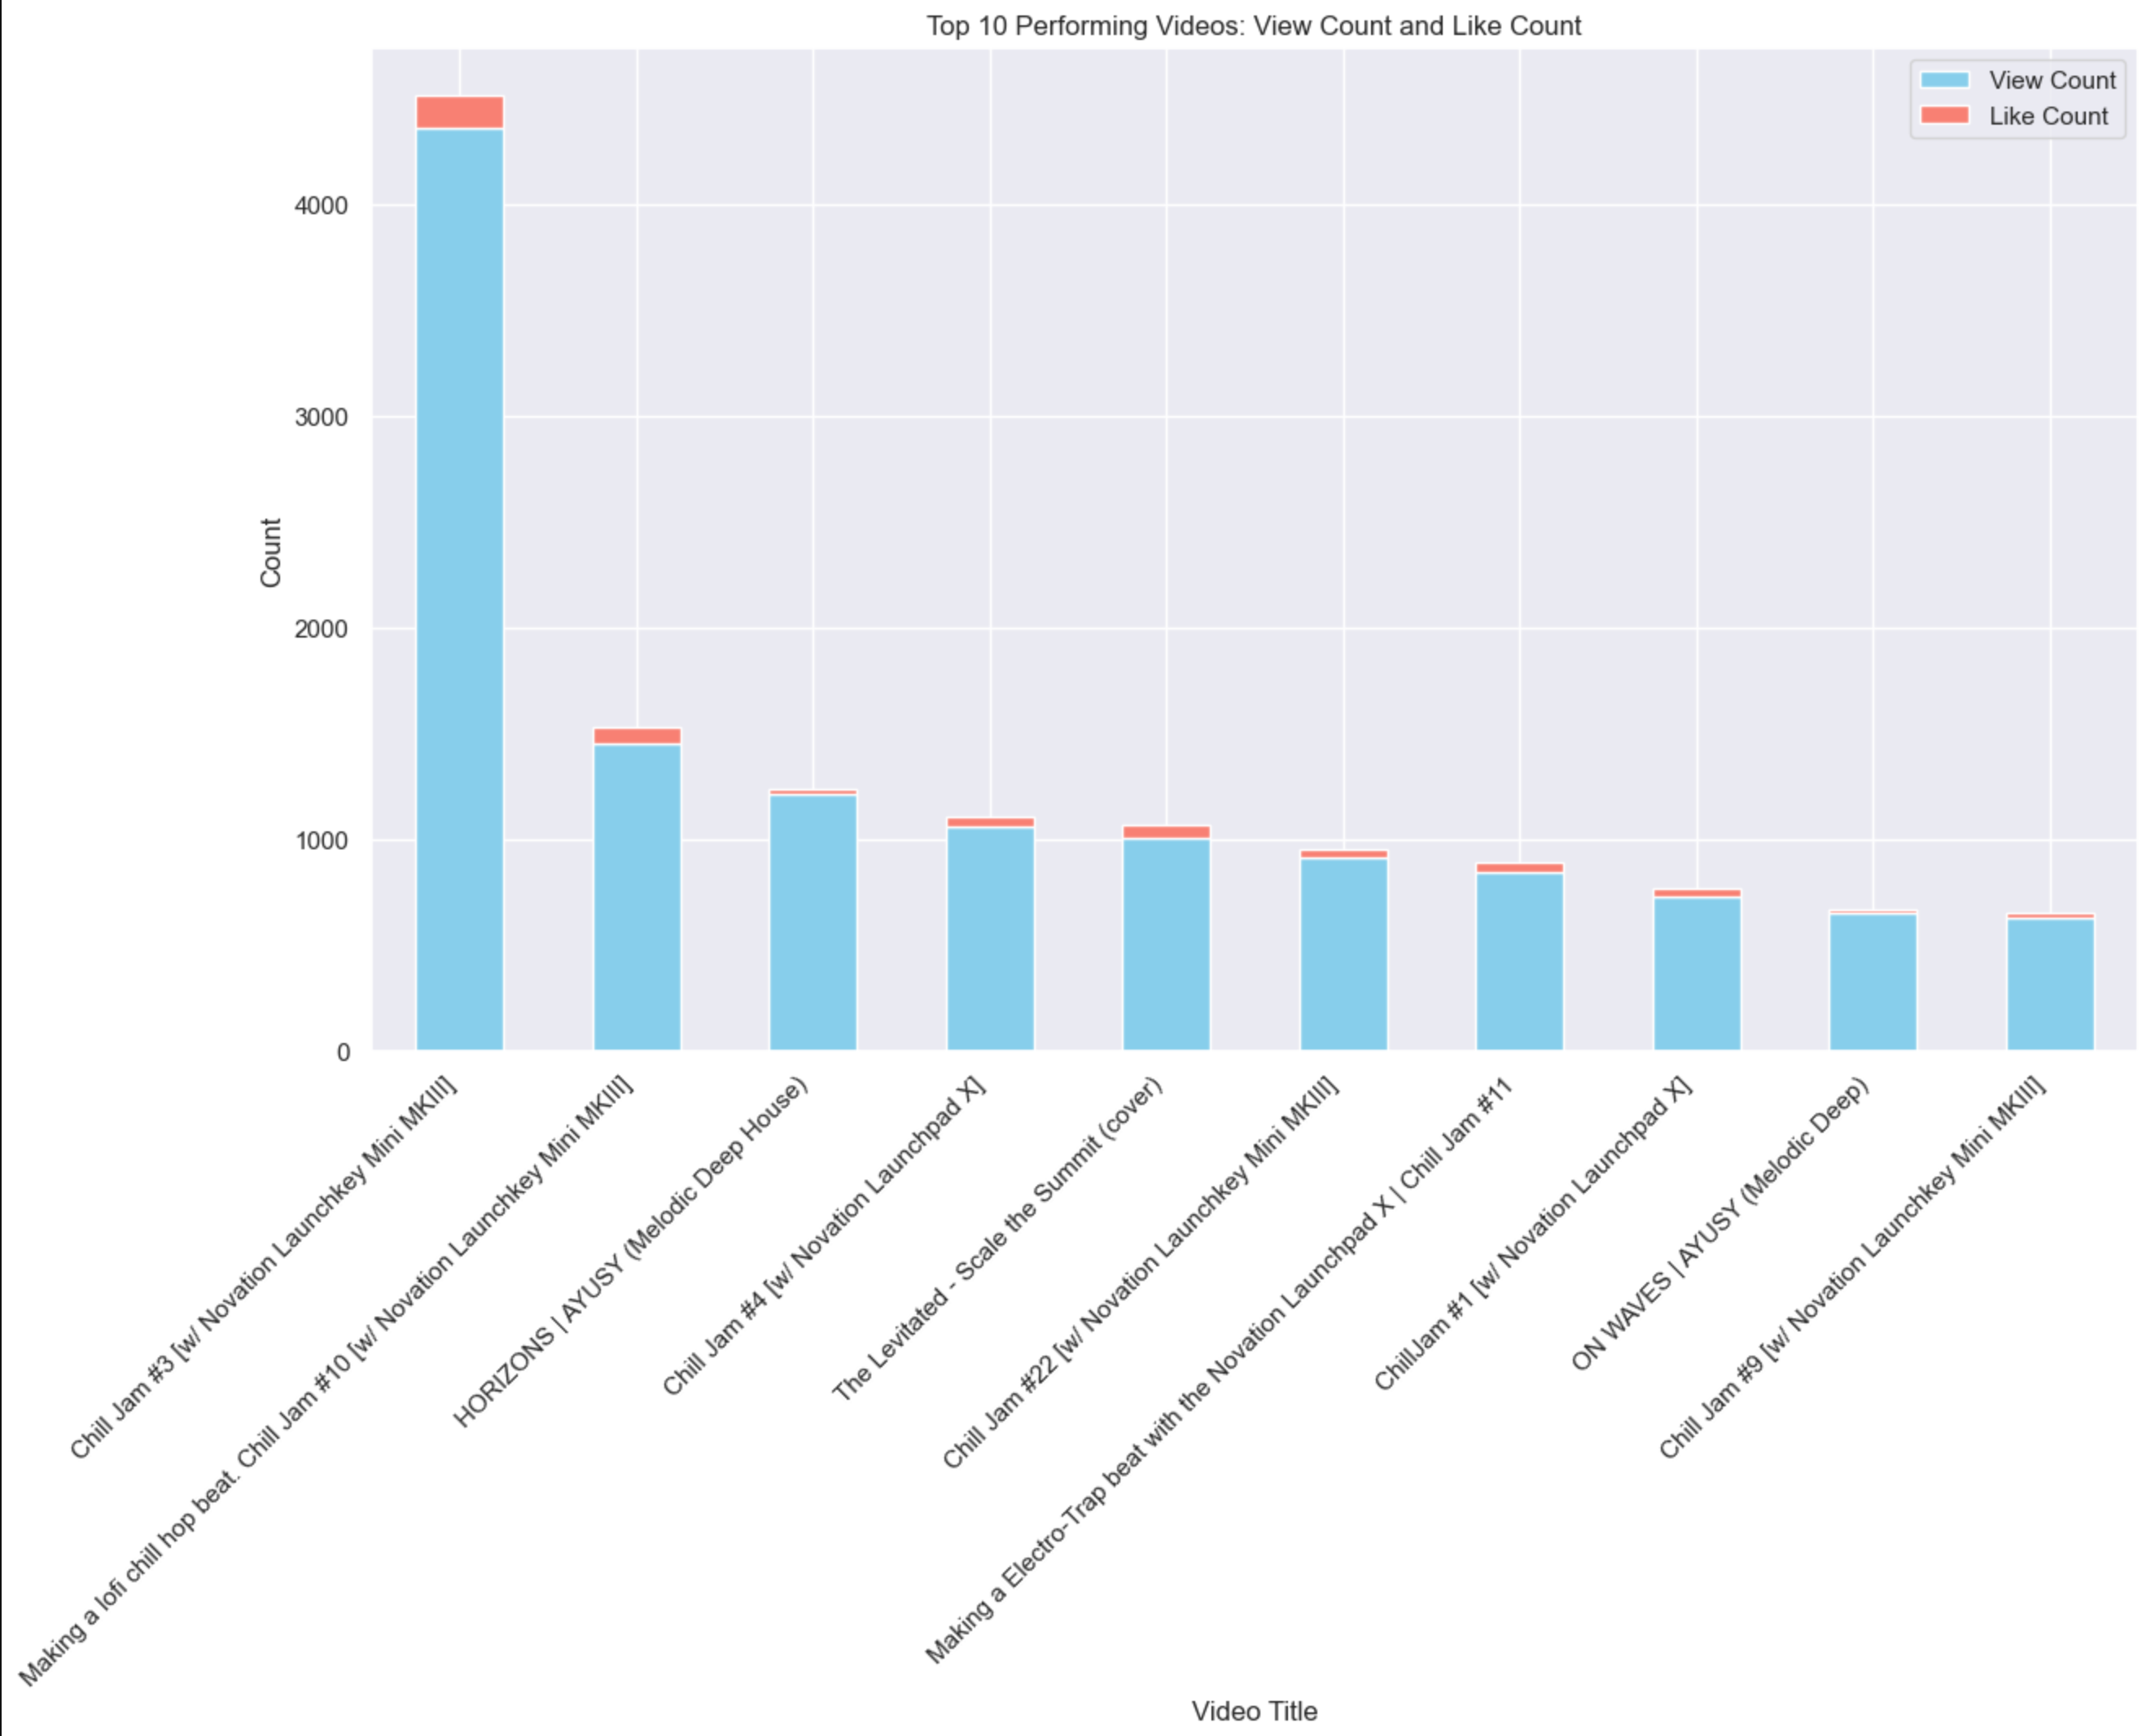 Top 10 Performing Videos: View Count and Like Count
View Count
Like Count
Count
4000
3000
2000
1000
0
Chill Jam #3 [w/ Novation Launchkey Mini MKIII]
Making a lofi chill hop beat. Chill Jam #10 [w/ Novation Launchkey Mini MKIII]
HORIZONS | AYUSY (Melodic Deep House)
Chill Jam #4 [w/ Novation Launchpad X]
The Levitated - Scale the Summit (cover)
Chill Jam #22 [w/ Novation Launchkey Mini MKIII]
Making a Electro-Trap beat with the Novation Launchpad X | Chill Jam #11
ChillJam #1 [w/ Novation Launchpad X]
ON WAVES | AYUSY (Melodic Deep)
Chill Jam #9 [w/ Novation Launchkey Mini MKIII]
Video Title